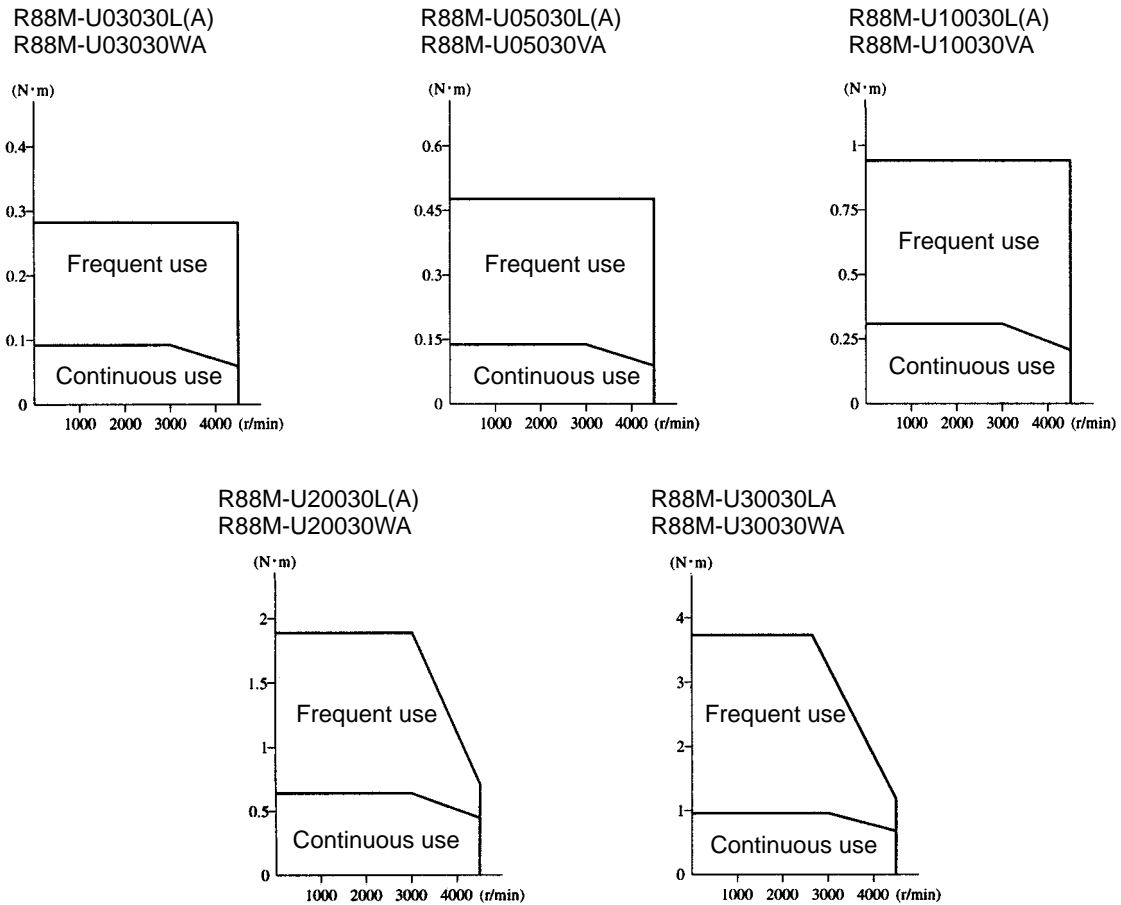 R88M-U03030L(A)
R88M-U03030WA
(N·m)
0.4
0.3
0.2
0.1
0
Frequent use
Continuous use
1000 2000 3000 4000 (r/min)
R88M-U05030L(A)
R88M-U05030VA
(N·m)
0.6
0.45
0.3
0.15
0
Frequent use
Continuous use
1000 2000 3000 4000 (r/min)
R88M-U10030L(A)
R88M-U10030VA
(N·m)
1
0.75
0.5
0.25
0
Frequent use
Continuous use
1000 2000 3000 4000 (r/min)
R88M-U20030L(A)
R88M-U20030WA
(N·m)
2
1.5
1
0.5
0
Frequent use
Continuous use
1000 2000 3000 4000 (r/min)
R88M-U30030LA
R88M-U30030WA
(N·m)
4
3
2
1
0
Frequent use
Continuous use
1000 2000 3000 4000 (r/min)